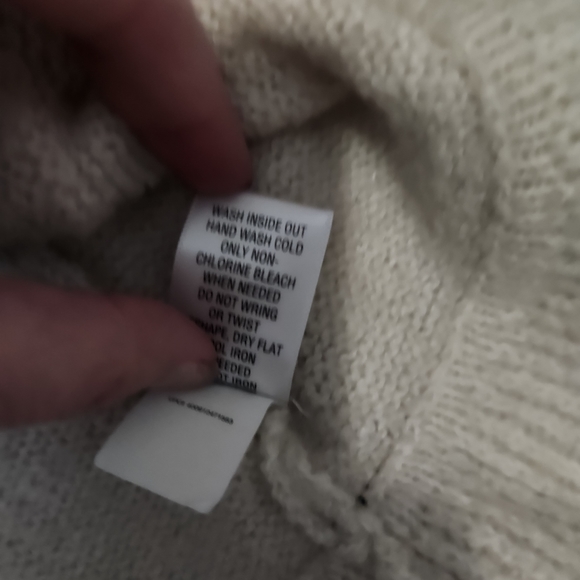 WASH INSIDE OUT
HAND WASH COLD
ONLY NON-
CHLORINE BLEACH
WHEN NEEDED
DO NOT WRING
OR TWIST
DRY FLAT
IRON
IRON